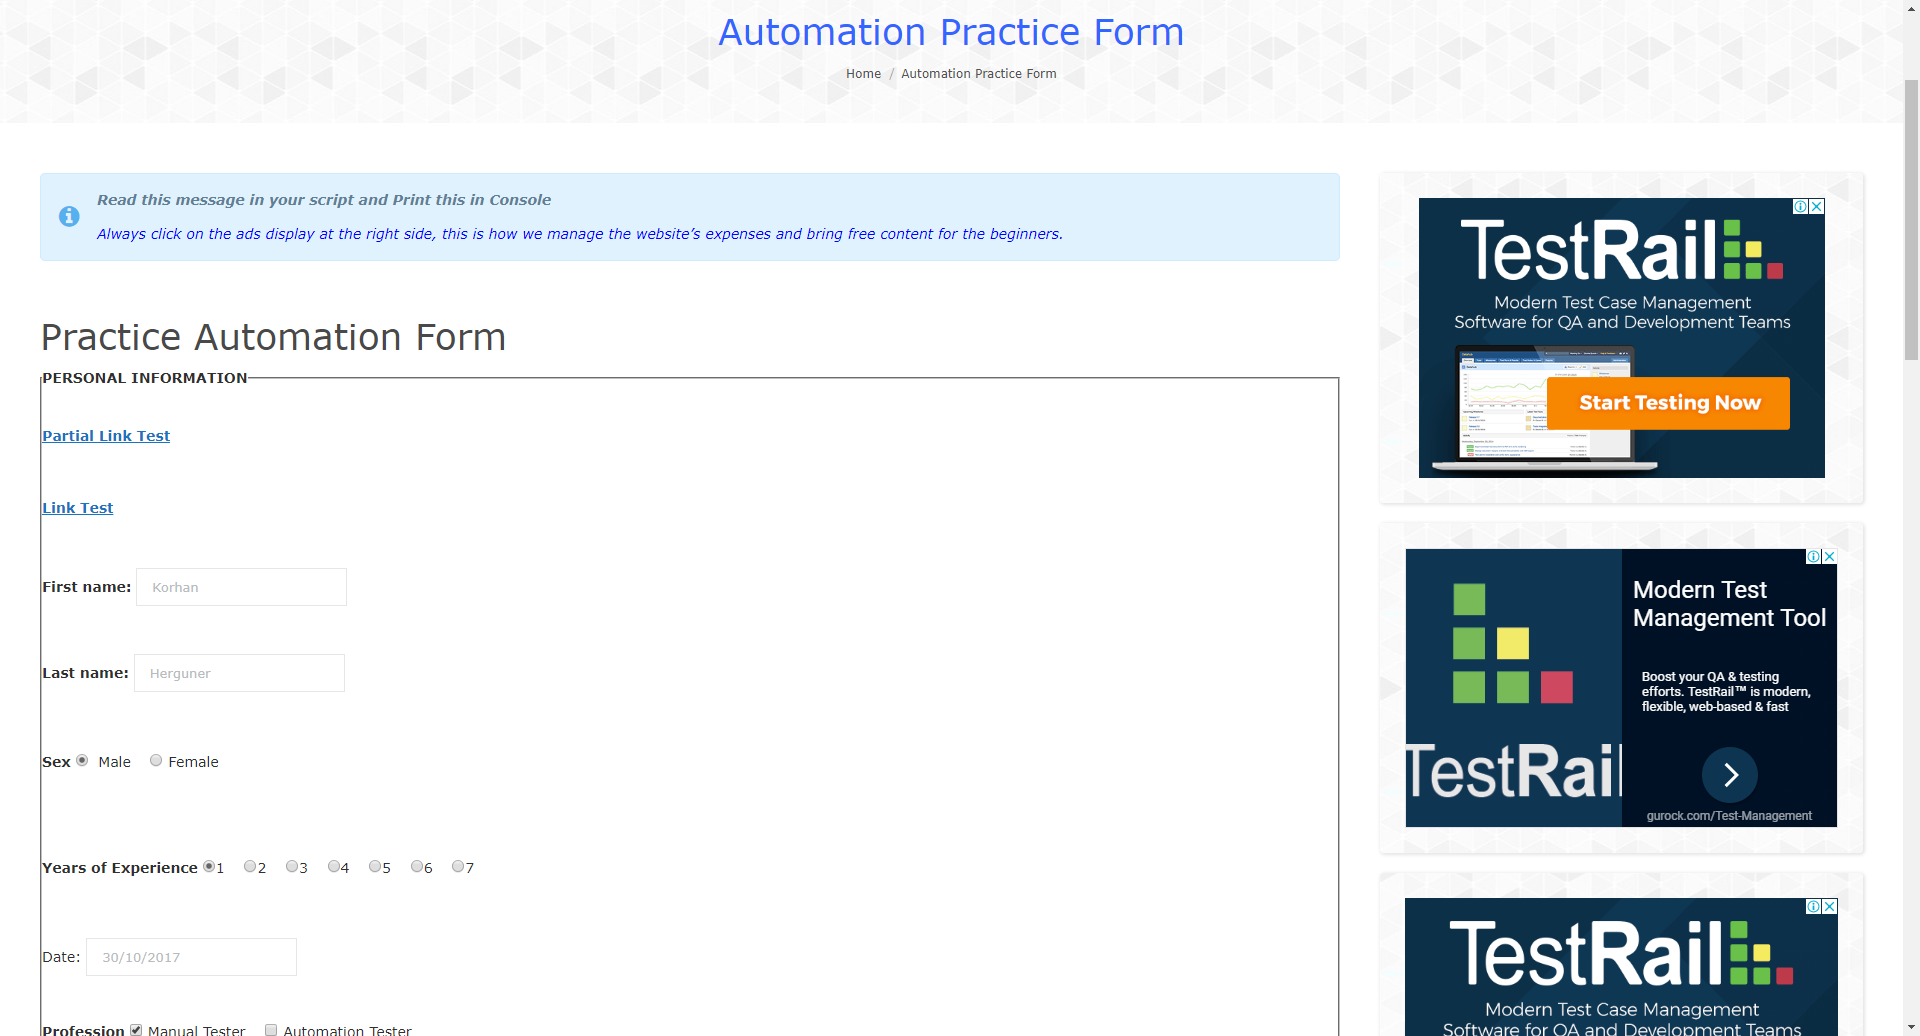 Automation Practice Form
Home / Automation Practice Form
Read this message in your script and Print this in Console
Always click on the ads display at the right side, this is how we manage the website’s expenses and bring free content for the beginners.
Practice Automation Form
PERSONAL INFORMATION
Partial Link Test
Link Test
First name: Korhan
Last name: Herguner
Sex Male Female
Years of Experience 1 2 3 4 5 6 7
Date: 30/10/2017
Profession Manual Tester Automation Tester
TestRail
Modern Test Case Management
Software for QA and Development Teams
Start Testing Now
Modern Test
Management Tool
Boost your QA & testing
efforts. TestRail™ is modern,
flexible, web-based & fast
TestRail
gurock.com/Test-Management
TestRail
Modern Test Case Management
Software for QA and Development Teams